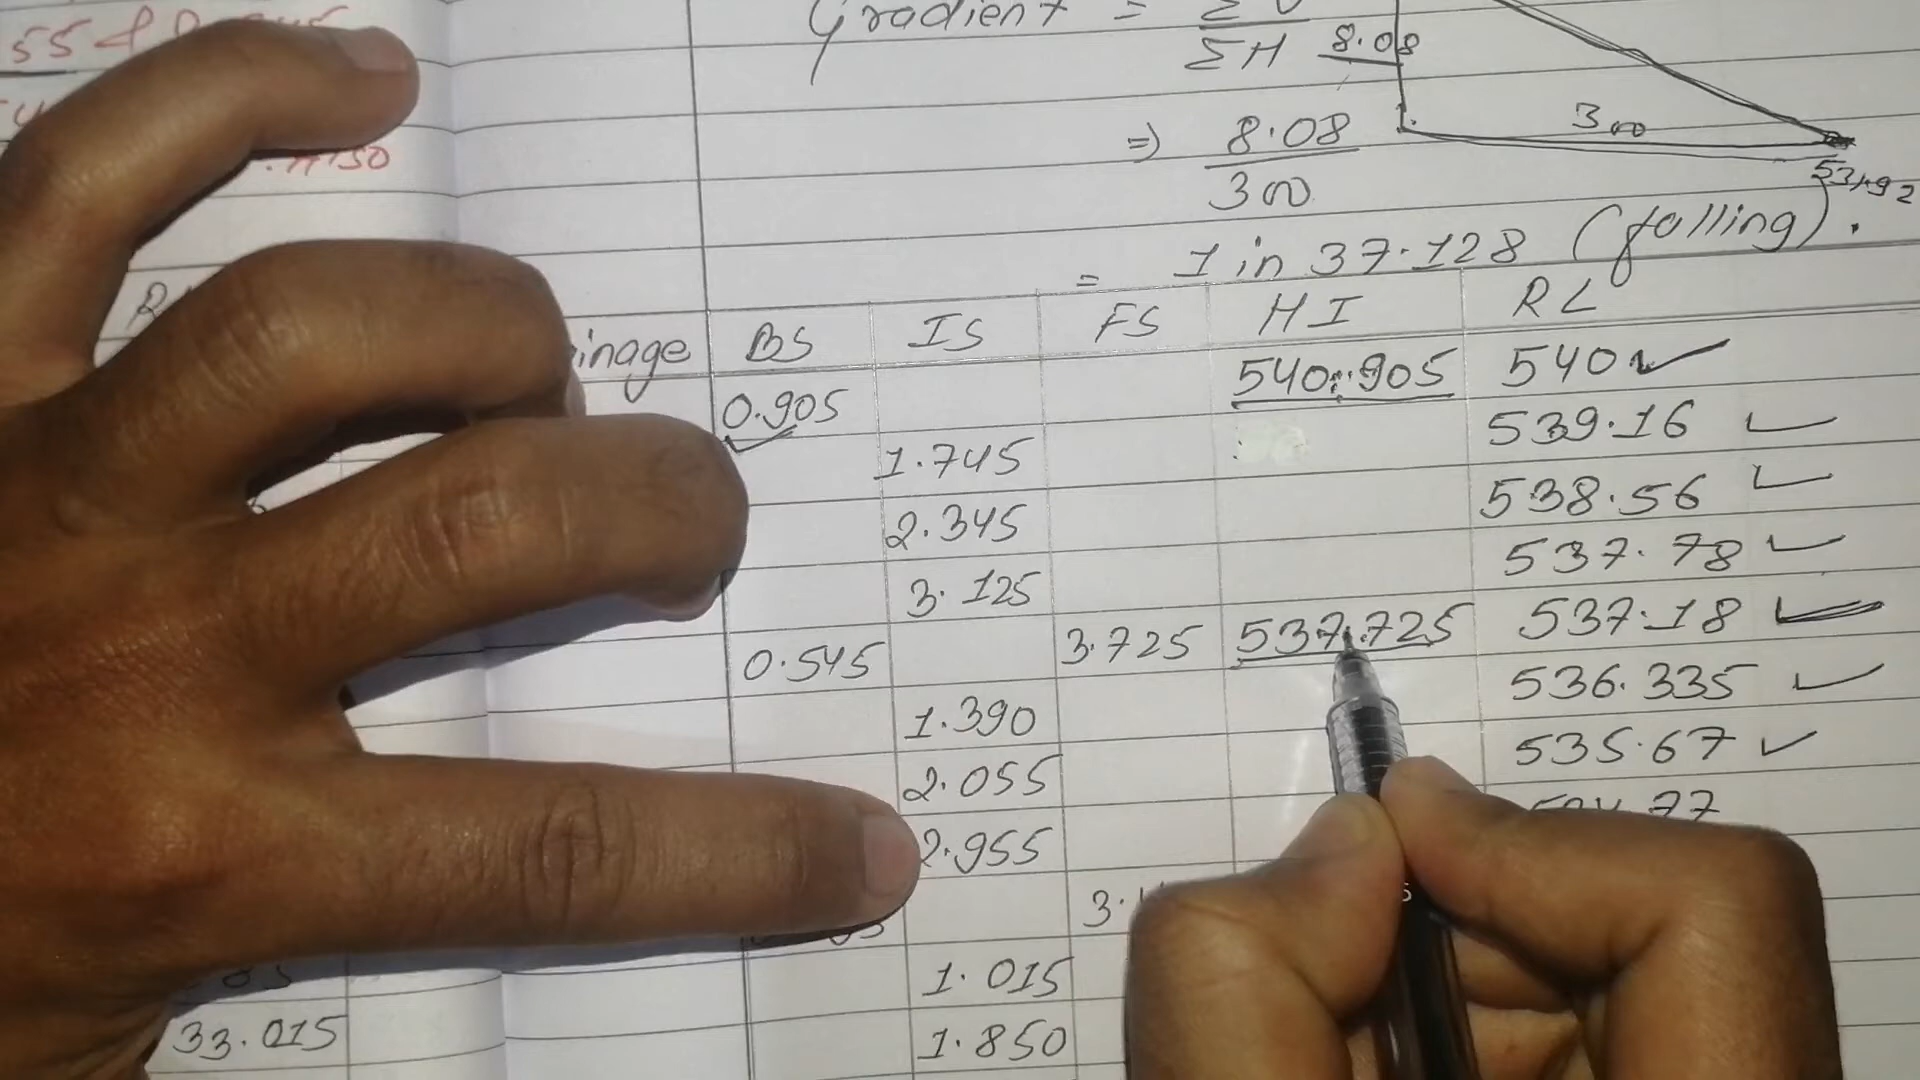 Gradient = ΣV
ΣH 8.08
=) 8.08
300
300
531.92
= 1 in 37.128 (falling).
inage BS IS FS HI RL
0.905 540.905 540
1.745 539.16
2.345 538.56
3.125 537.78
0.545 3.725 537.725 537.18
1.390 536.335
2.055 535.67
2.955
1.015
33.015 1.850